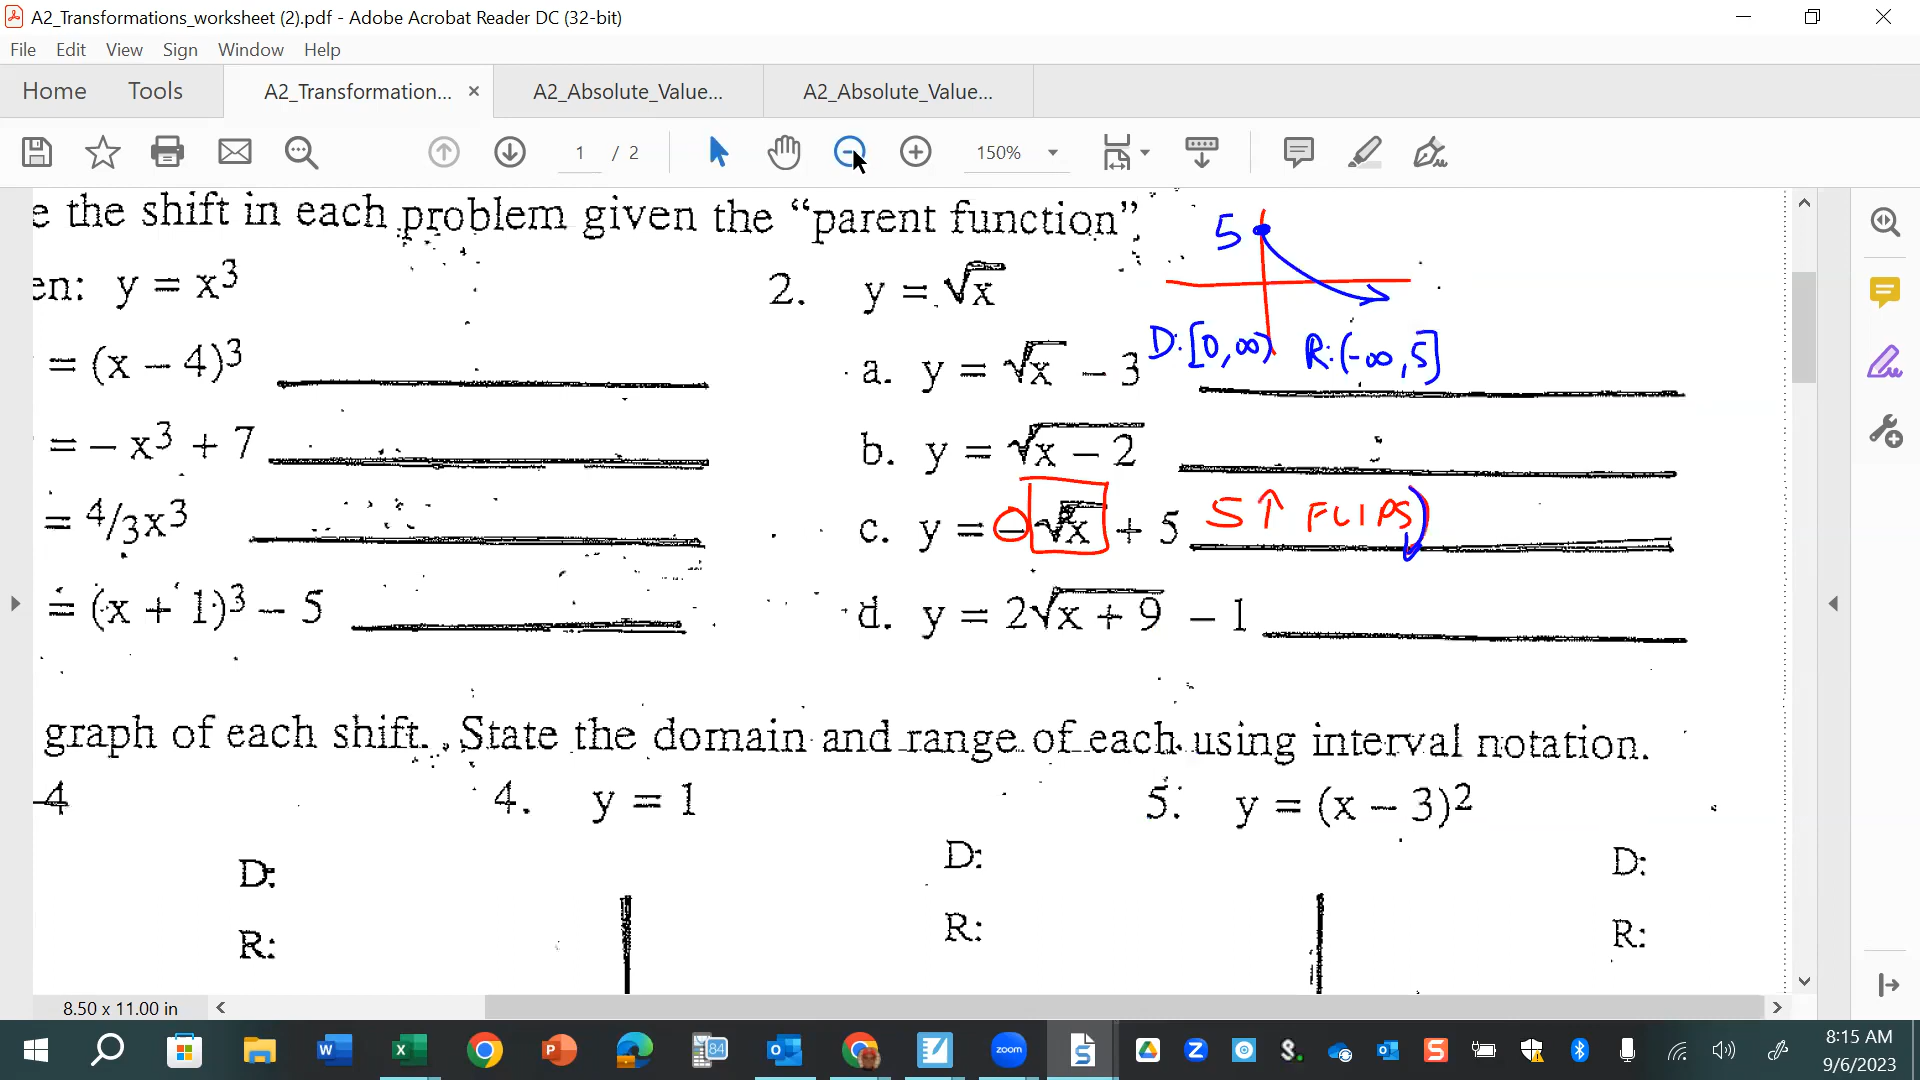 A2_Transformations_worksheet (2).pdf - Adobe Acrobat Reader DC (32-bit)
File Edit View Sign Window Help
Home Tools A2_Transformation... × A2_Absolute_Value... A2_Absolute_Value...
1 / 2 150%
e the shift in each problem given the “parent function”.
5
en: y = x³
2. y = √x
= (x − 4)³
a. y = √x − 3
D:[0,∞) R:(-∞,5]
= − x³ + 7
b. y = √x − 2
= 4/3x³
c. y = −√x + 5 5↑ FLIPS
= (x + 1)³ − 5
d. y = 2√x + 9 − 1
graph of each shift. State the domain and range of each using interval notation.
-4
4. y = 1
5. y = (x − 3)²
D:
D:
D:
R:
R:
R:
8.50 x 11.00 in
84
zoom
8:15 AM
9/6/2023